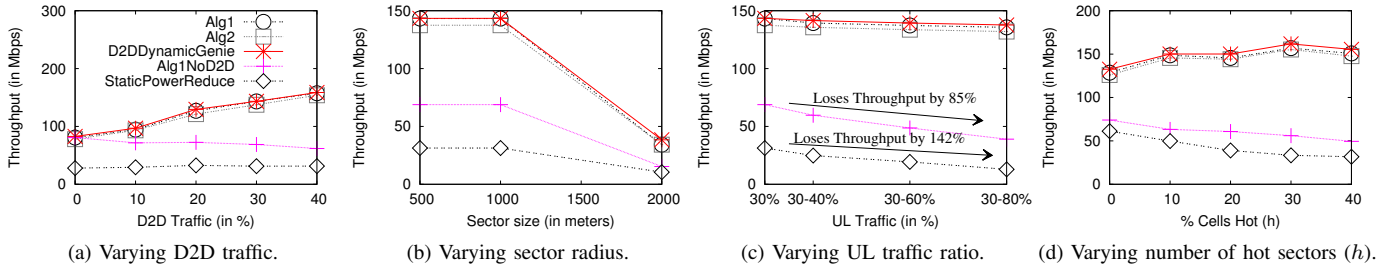 Throughput (in Mbps)
300
200
100
0
Alg1
Alg2
D2DDynamicGenie
Alg1NoD2D
StaticPowerReduce
0 10 20 30 40
D2D Traffic (in %)
(a) Varying D2D traffic.
Throughput (in Mbps)
150
100
50
0
500 1000 2000
Sector size (in meters)
(b) Varying sector radius.
Throughput (in Mbps)
150
100
50
0
Loses Throughput by 85%
Loses Throughput by 142%
30% 30-40% 30-60% 30-80%
UL Traffic (in %)
(c) Varying UL traffic ratio.
Throughput (in Mbps)
200
150
100
50
0
0 10 20 30 40
% Cells Hot (h)
(d) Varying number of hot sectors (h).